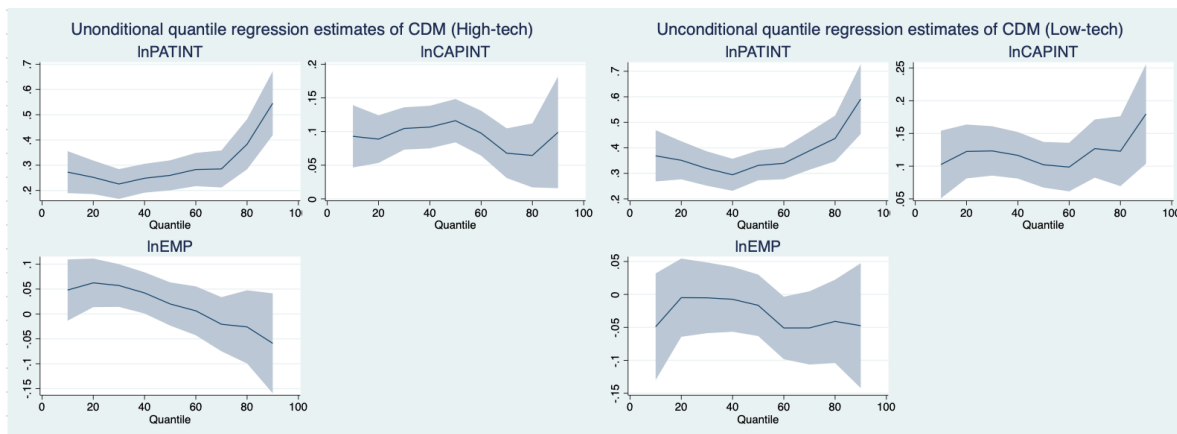 Unonditional quantile regression estimates of CDM (High-tech)
lnPATINT
lnCAPINT
.7
.6
.5
.4
.3
.2
0 20 40 60 80 100
Quantile
.2
.15
.1
.05
0
0 20 40 60 80 100
Quantile
lnEMP
.1
.05
0
-.05
-.1
-.15
0 20 40 60 80 100
Quantile
Unconditional quantile regression estimates of CDM (Low-tech)
lnPATINT
lnCAPINT
.7
.6
.5
.4
.3
.2
0 20 40 60 80 100
Quantile
.25
.2
.15
.1
.05
0 20 40 60 80 100
Quantile
lnEMP
.05
0
-.05
-.1
-.15
0 20 40 60 80 100
Quantile